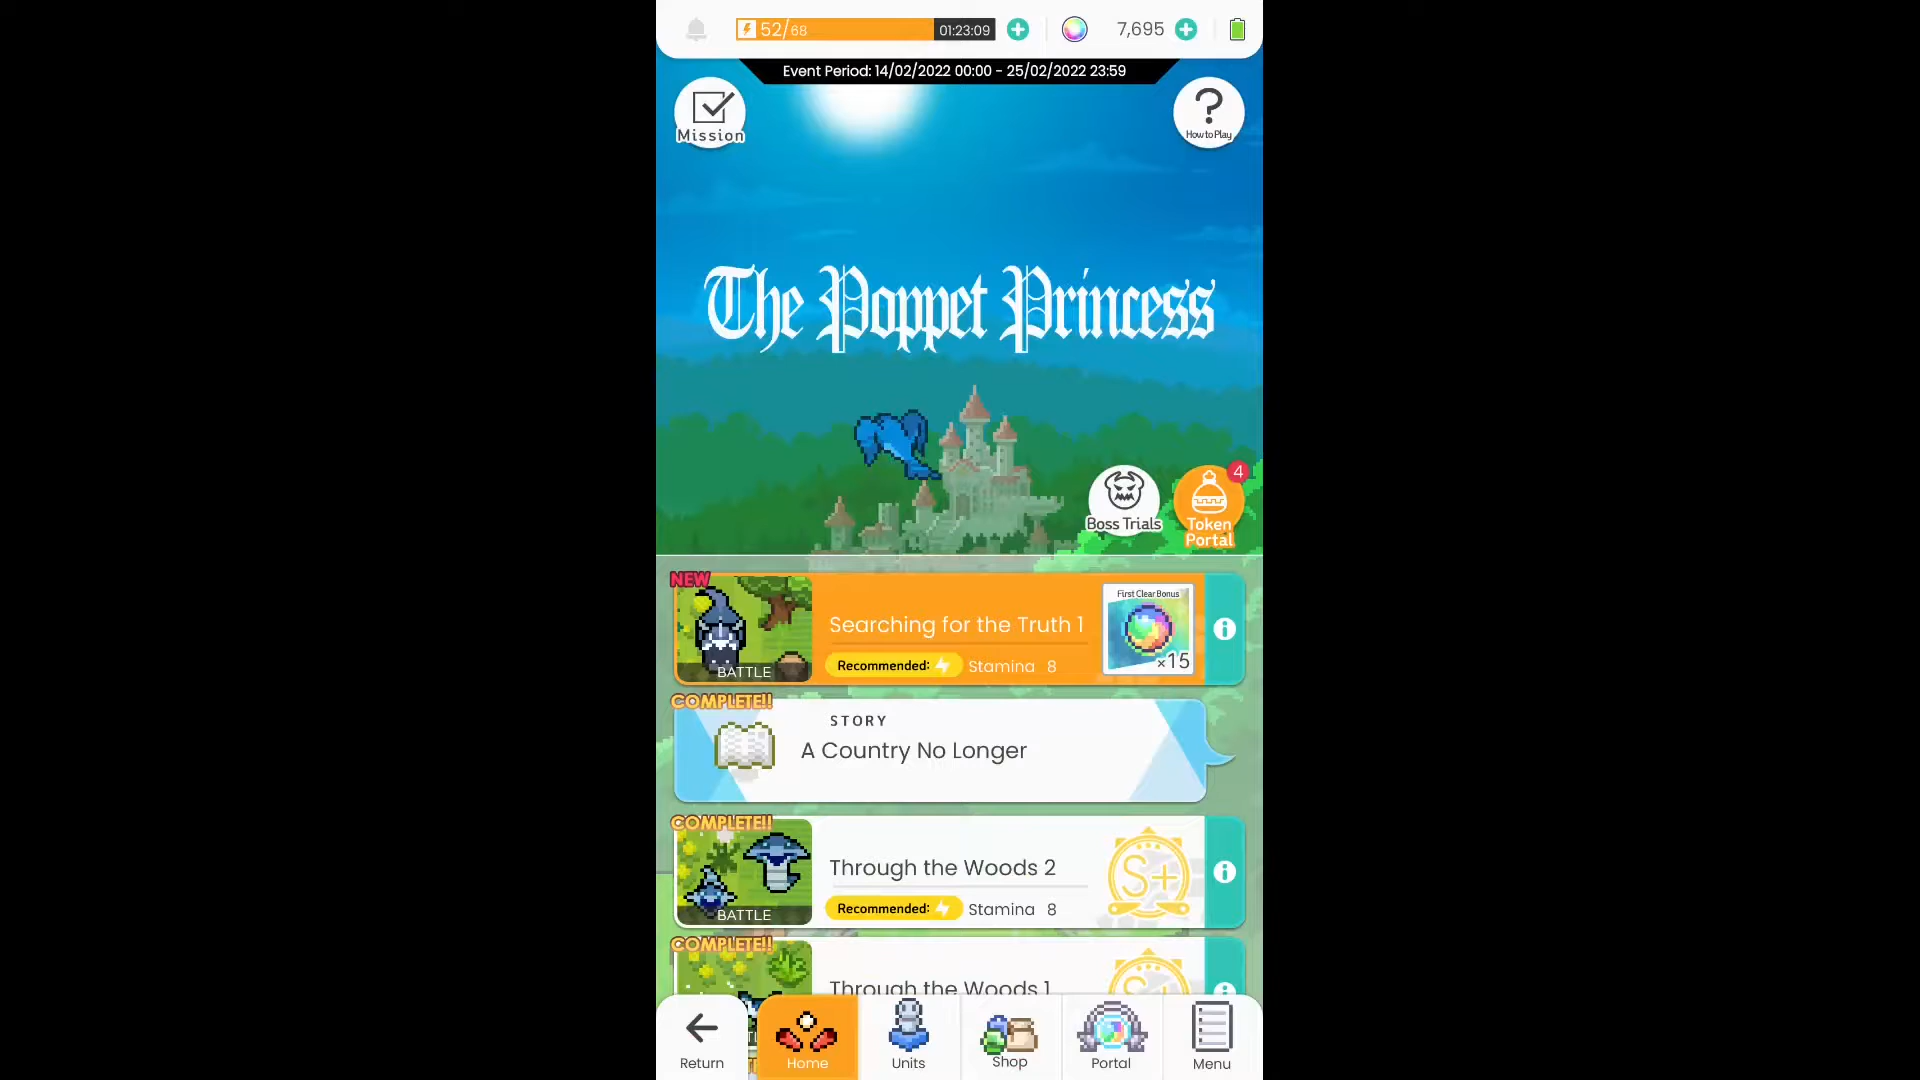 52/68
01:23:09
7,695
Event Period: 14/02/2022 00:00 - 25/02/2022 23:59
Mission
How to Play
The Poppet Princess
Boss Trials
4
Token
Portal
NEW
BATTLE
Searching for the Truth 1
Recommended: Stamina 8
First Clear Bonus
×15
COMPLETE!!
STORY
A Country No Longer
COMPLETE!!
BATTLE
Through the Woods 2
Recommended: Stamina 8
S+
COMPLETE!!
Through the Woods 1
Return
Home
Units
Shop
Portal
Menu